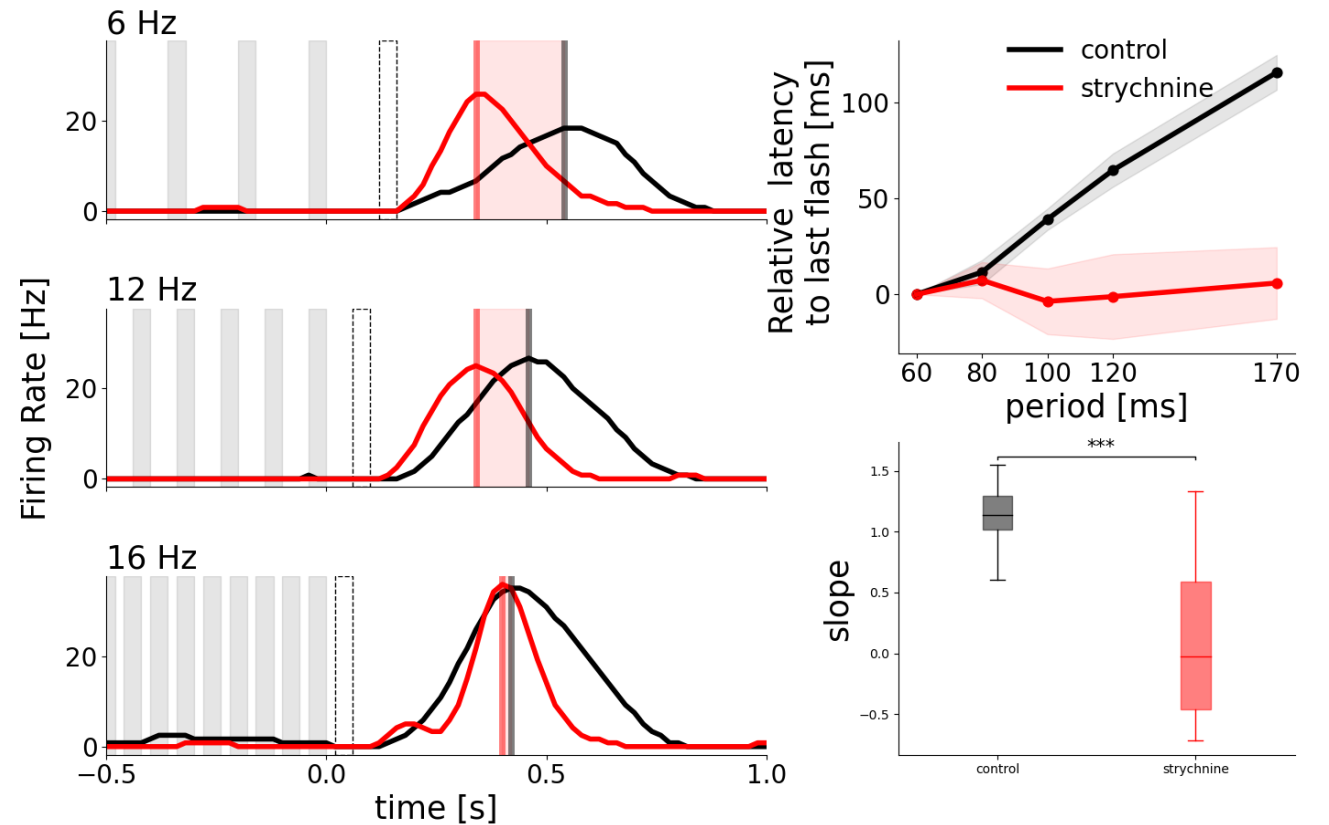 6 Hz
20
0
12 Hz
20
0
16 Hz
20
0
−0.5
0.0
0.5
1.0
time [s]
Firing Rate [Hz]
control
strychnine
Relative latency
to last flash [ms]
100
50
0
60
80
100
120
170
period [ms]
***
slope
1.5
1.0
0.5
0.0
−0.5
control
strychnine